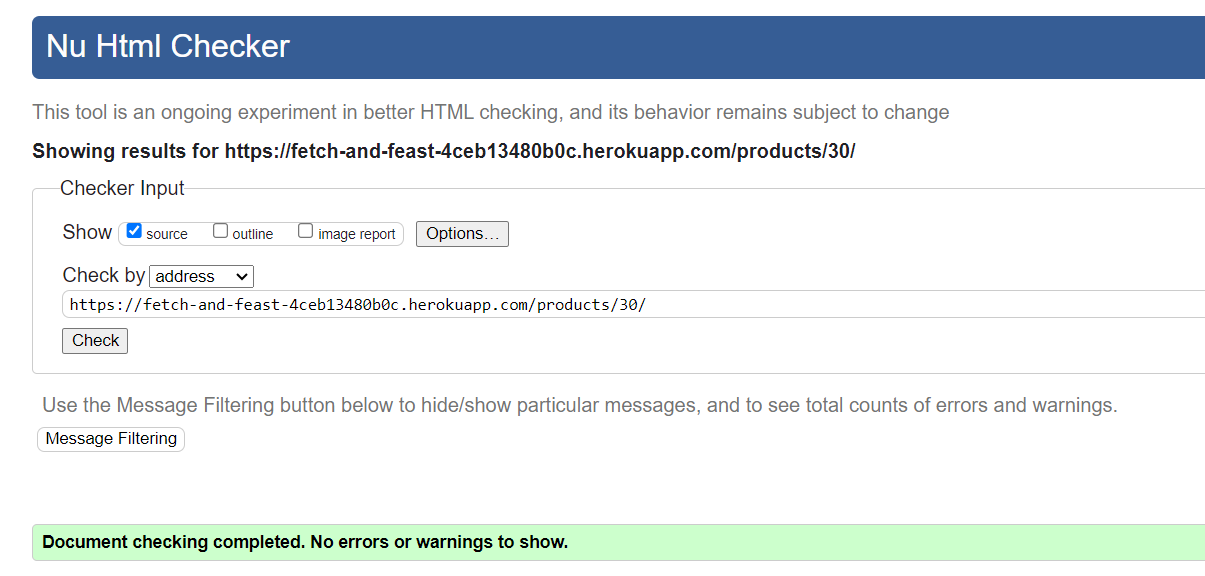 Nu Html Checker
This tool is an ongoing experiment in better HTML checking, and its behavior remains subject to change
Showing results for https://fetch-and-feast-4ceb13480b0c.herokuapp.com/products/30/
Checker Input
Show source outline image report Options...
Check by address
https://fetch-and-feast-4ceb13480b0c.herokuapp.com/products/30/
Check
Use the Message Filtering button below to hide/show particular messages, and to see total counts of errors and warnings.
Message Filtering
Document checking completed. No errors or warnings to show.